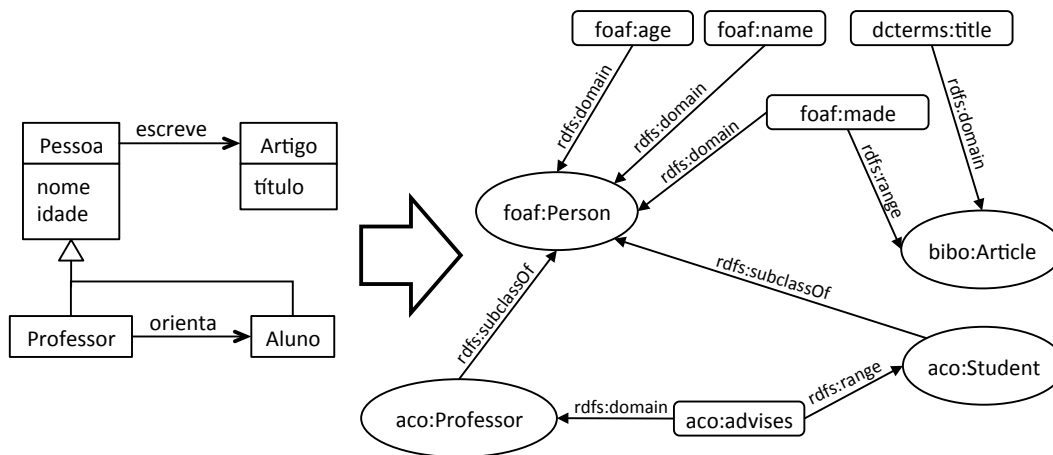 foaf:age
foaf:name
dcterms:title
rdfs:domain
rdfs:domain
rdfs:domain
foaf:made
rdfs:domain
rdfs:range
Pessoa
escreve
Artigo
nome
idade
título
foaf:Person
bibo:Article
rdfs:subclassOf
rdfs:subclassOf
Professor
orienta
Aluno
aco:Student
rdfs:range
aco:Professor
rdfs:domain
aco:advises